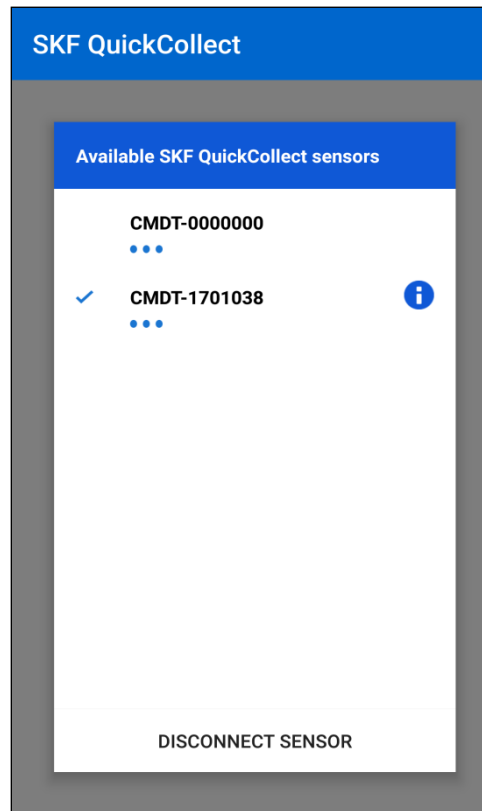 SKF QuickCollect
Available SKF QuickCollect sensors
CMDT-0000000
CMDT-1701038
DISCONNECT SENSOR